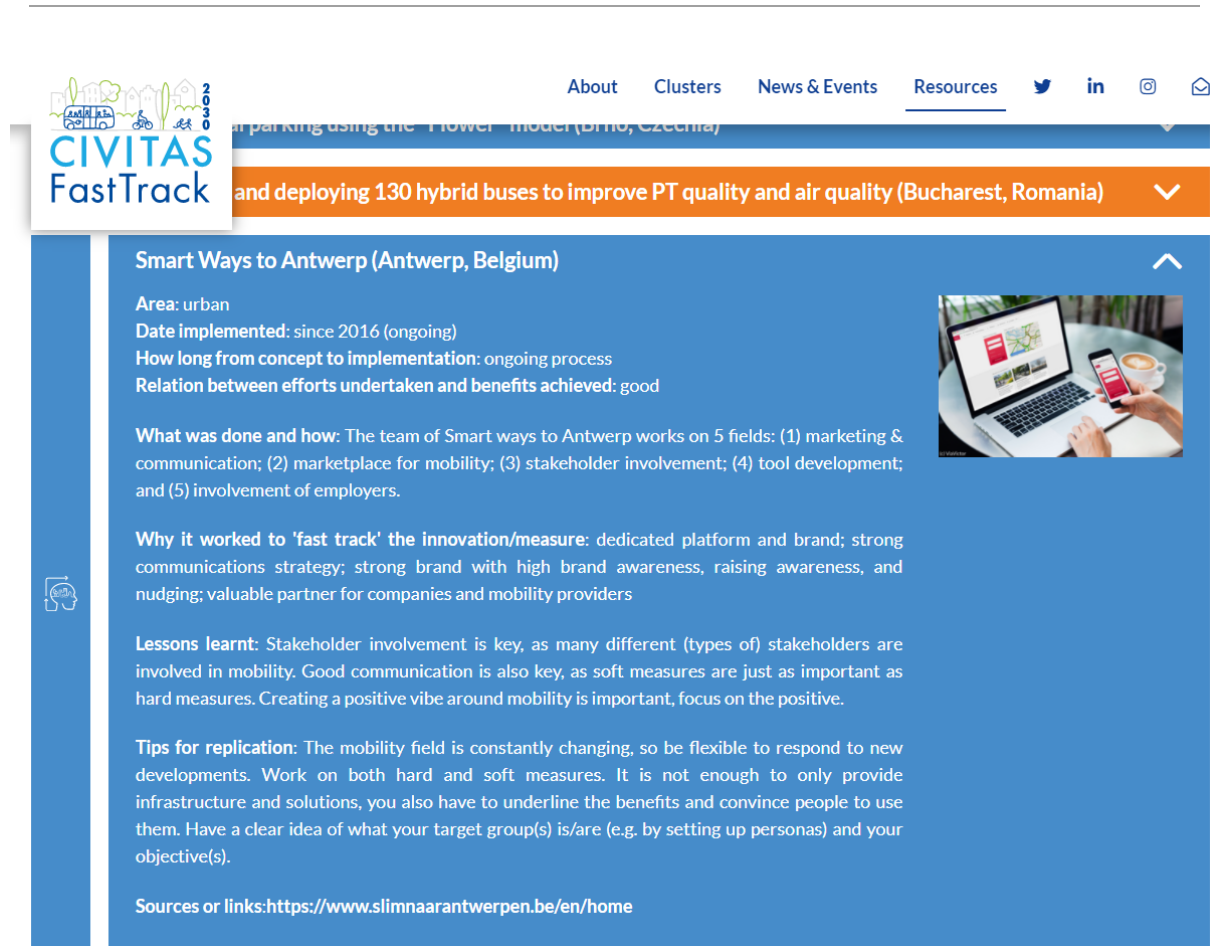 About Clusters News & Events Resources
2030
CIVITAS
FastTrack
parking using the "Flower" model (Brno, Czechia)
and deploying 130 hybrid buses to improve PT quality and air quality (Bucharest, Romania)
Smart Ways to Antwerp (Antwerp, Belgium)
Area: urban
Date implemented: since 2016 (ongoing)
How long from concept to implementation: ongoing process
Relation between efforts undertaken and benefits achieved: good
What was done and how: The team of Smart ways to Antwerp works on 5 fields: (1) marketing &
communication; (2) marketplace for mobility; (3) stakeholder involvement; (4) tool development;
and (5) involvement of employers.
Why it worked to 'fast track' the innovation/measure: dedicated platform and brand; strong
communications strategy; strong brand with high brand awareness, raising awareness, and
nudging; valuable partner for companies and mobility providers
Lessons learnt: Stakeholder involvement is key, as many different (types of) stakeholders are
involved in mobility. Good communication is also key, as soft measures are just as important as
hard measures. Creating a positive vibe around mobility is important, focus on the positive.
Tips for replication: The mobility field is constantly changing, so be flexible to respond to new
developments. Work on both hard and soft measures. It is not enough to only provide
infrastructure and solutions, you also have to underline the benefits and convince people to use
them. Have a clear idea of what your target group(s) is/are (e.g. by setting up personas) and your
objective(s).
Sources or links:https://www.slimnaarantwerpen.be/en/home